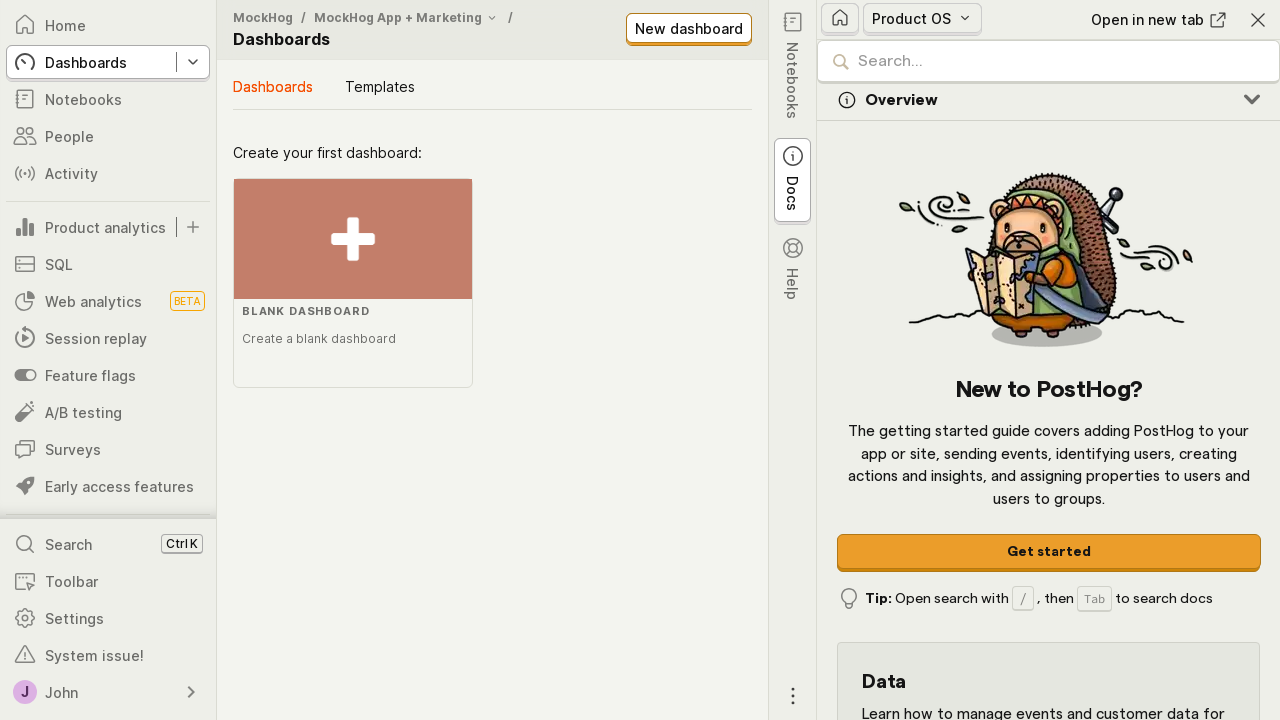 Home
Dashboards
Notebooks
People
Activity
Product analytics
SQL
Web analytics BETA
Session replay
Feature flags
A/B testing
Surveys
Early access features
Search Ctrl K
Toolbar
Settings
System issue!
J John
MockHog / MockHog App + Marketing /
Dashboards
New dashboard
Dashboards Templates
Create your first dashboard:
BLANK DASHBOARD
Create a blank dashboard
Notebooks
Docs
Help
Product OS
Open in new tab
Search...
Overview
New to PostHog?
The getting started guide covers adding PostHog to your
app or site, sending events, identifying users, creating
actions and insights, and assigning properties to users and
users to groups.
Get started
Tip: Open search with / , then Tab to search docs
Data
Learn how to manage events and customer data for